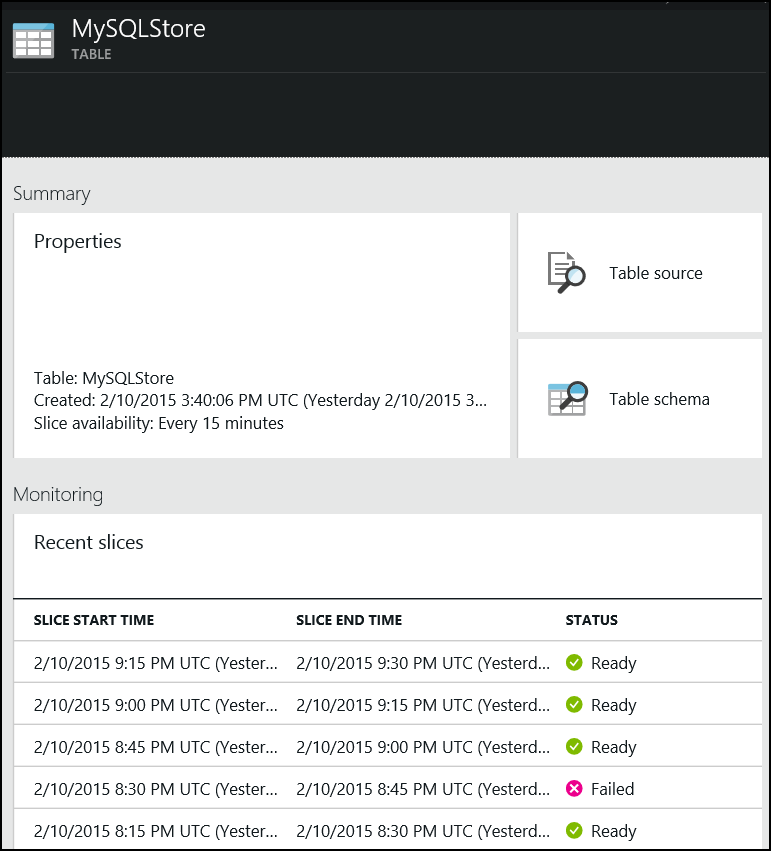 MySQLStore
TABLE
Summary
Properties
Table: MySQLStore
Created: 2/10/2015 3:40:06 PM UTC (Yesterday 2/10/2015 3...
Slice availability: Every 15 minutes
Table source
Table schema
Monitoring
Recent slices
SLICE START TIME SLICE END TIME STATUS
2/10/2015 9:15 PM UTC (Yester... 2/10/2015 9:30 PM UTC (Yesterd... Ready
2/10/2015 9:00 PM UTC (Yester... 2/10/2015 9:15 PM UTC (Yesterd... Ready
2/10/2015 8:45 PM UTC (Yester... 2/10/2015 9:00 PM UTC (Yesterd... Ready
2/10/2015 8:30 PM UTC (Yester... 2/10/2015 8:45 PM UTC (Yesterd... Failed
2/10/2015 8:15 PM UTC (Yester... 2/10/2015 8:30 PM UTC (Yesterd... Ready